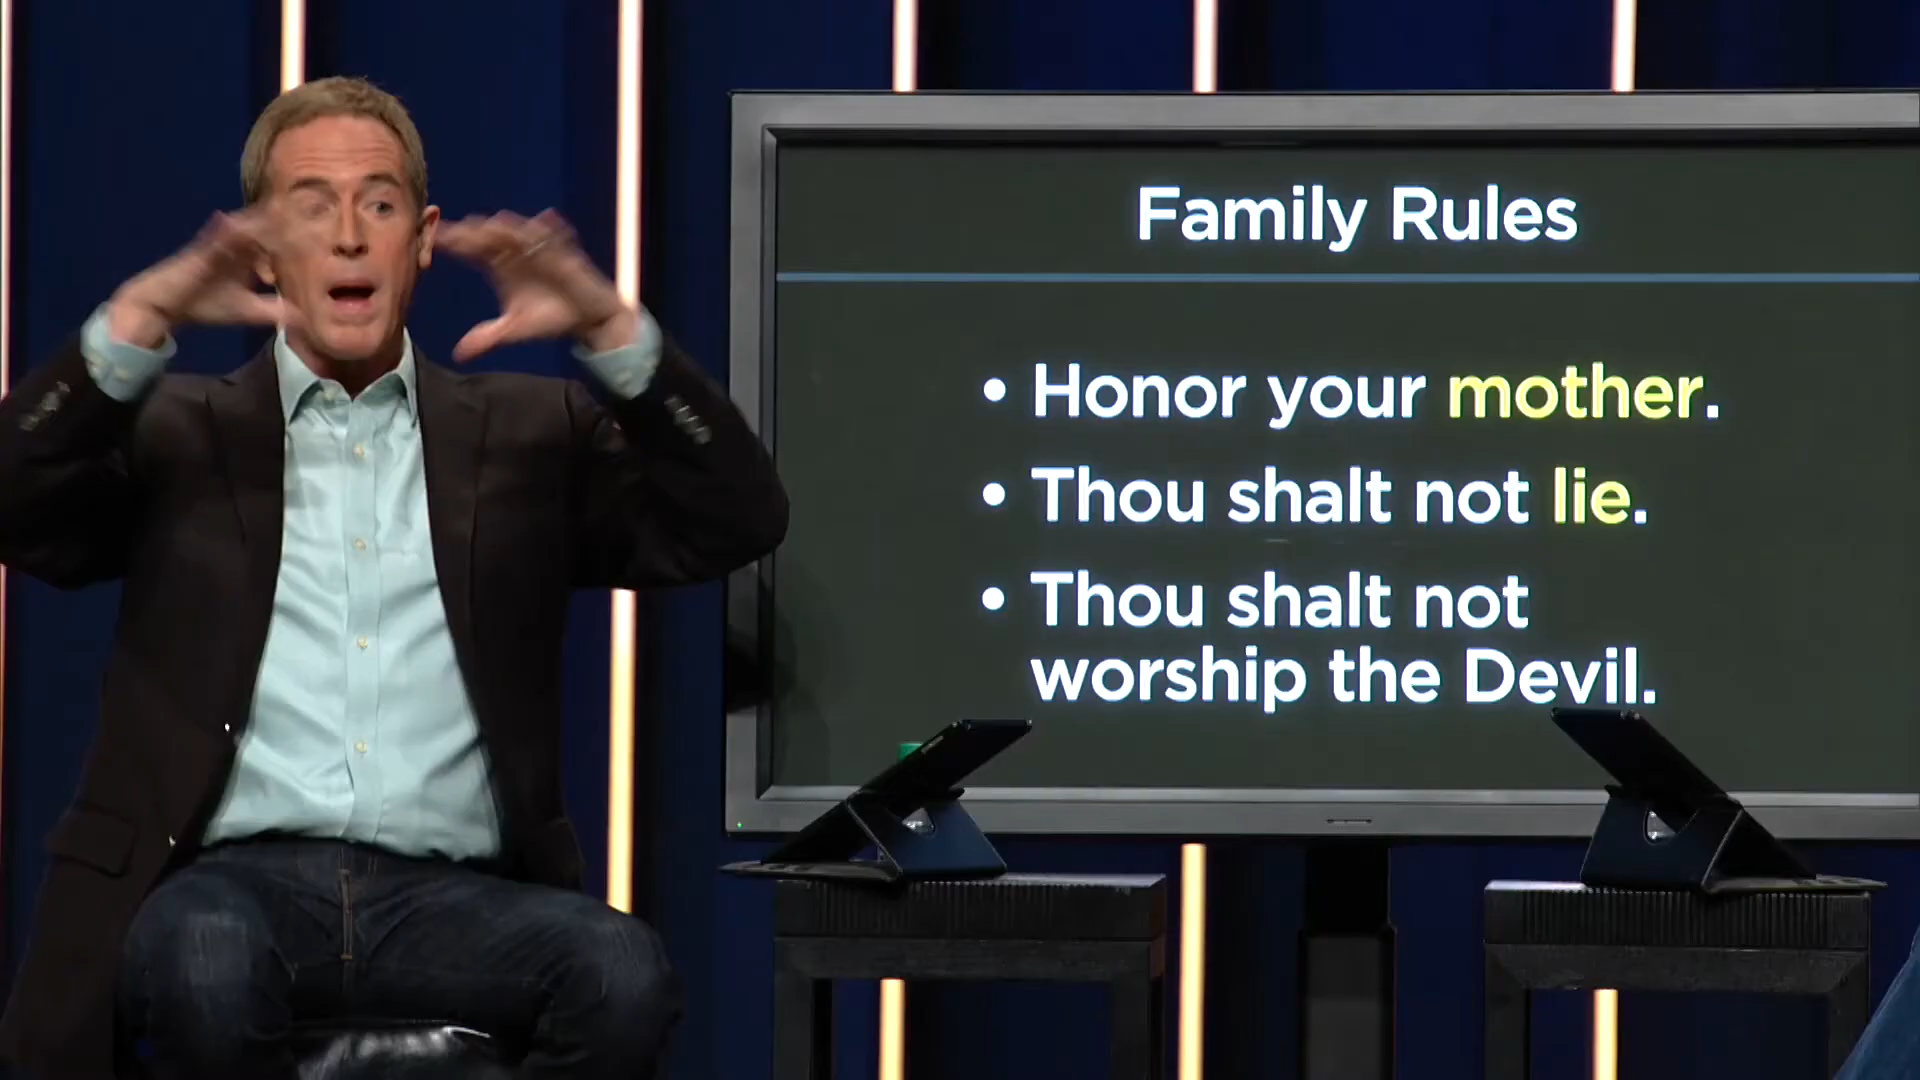 Family Rules
• Honor your mother.
• Thou shalt not lie.
• Thou shalt not
worship the Devil.